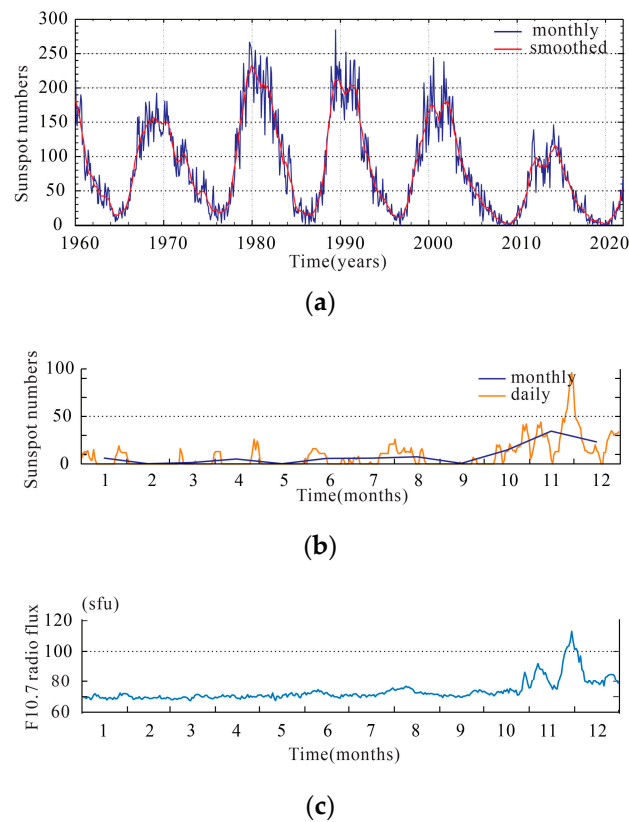 300
250
200
150
100
50
0
Sunspot numbers
monthly
smoothed
1960 1970 1980 1990 2000 2010 2020
Time(years)
(a)
100
50
0
Sunspot numbers
monthly
daily
1 2 3 4 5 6 7 8 9 10 11 12
Time(months)
(b)
(sfu)
120
100
80
60
F10.7 radio flux
1 2 3 4 5 6 7 8 9 10 11 12
Time(months)
(c)